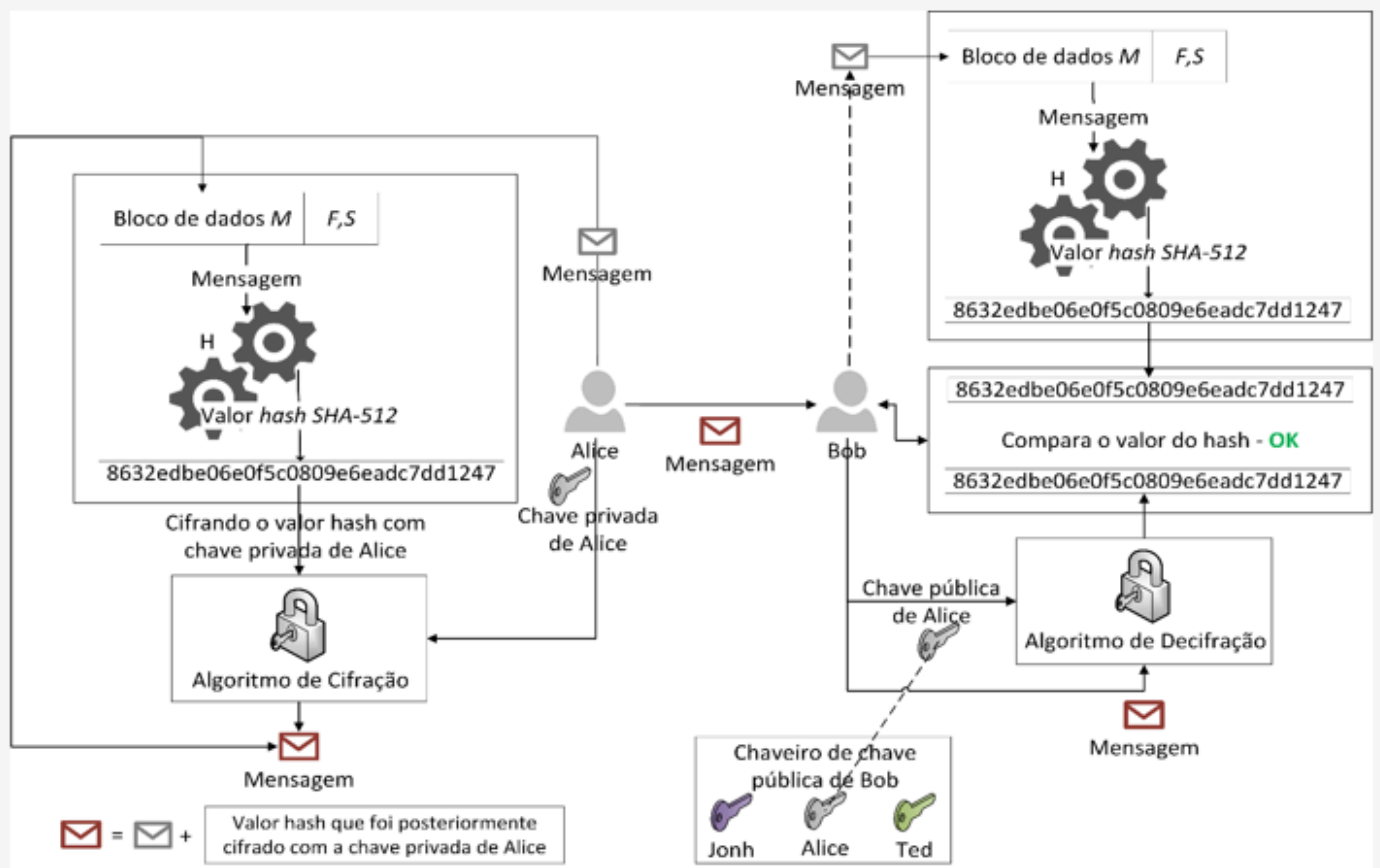 Bloco de dados M F,S
Mensagem
H
Valor hash SHA-512
8632edbe06e0f5c0809e6eadc7dd1247
Cifrando o valor hash com
chave privada de Alice
Algoritmo de Cifração
Mensagem
Mensagem
Alice
Chave privada
de Alice
Mensagem
Bob
Mensagem
Bloco de dados M F,S
Mensagem
H
Valor hash SHA-512
8632edbe06e0f5c0809e6eadc7dd1247
8632edbe06e0f5c0809e6eadc7dd1247
Compara o valor do hash - OK
8632edbe06e0f5c0809e6eadc7dd1247
Chave pública
de Alice
Algoritmo de Decifração
Mensagem
Chaveiro de chave
pública de Bob
Jonh Alice Ted
= +
Valor hash que foi posteriormente
cifrado com a chave privada de Alice